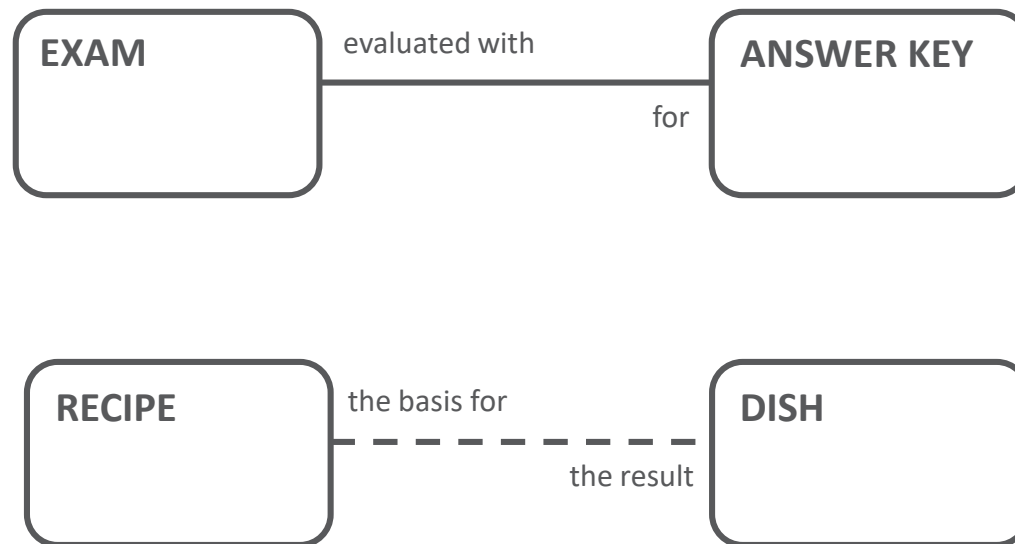 EXAM
evaluated with
ANSWER KEY
for
RECIPE
the basis for
DISH
the result